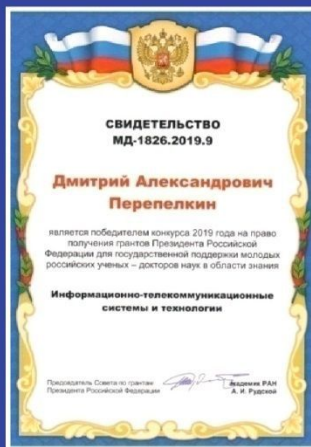 СВИДЕТЕЛЬСТВО
МД-1826.2019.9
Дмитрий Александрович
Перепелкин
является победителем конкурса 2019 года на право
получения грантов Президента Российской
Федерации для государственной поддержки молодых
российских ученых – докторов наук в области знания
Информационно-телекоммуникационные
системы и технологии
Председатель Совета по грантам
Президента Российской Федерации
академик РАН
А. И. Рудской